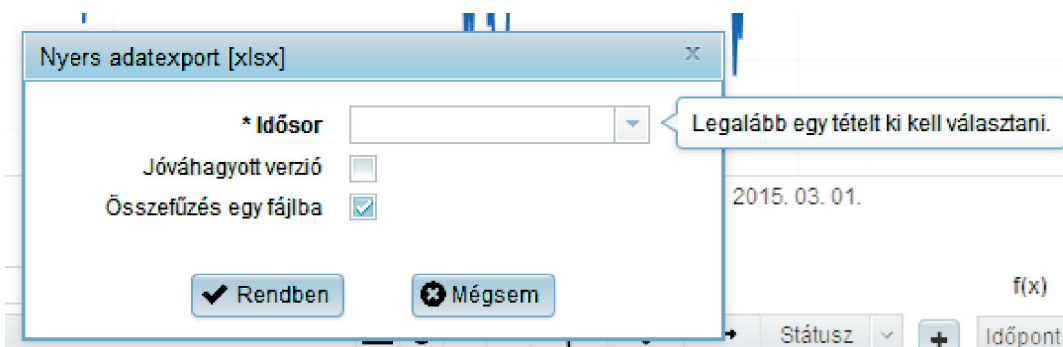 Nyers adatexport [xlsx]
x
* Idősor
Legalább egy tételt ki kell választani.
Jóváhagyott verzió
Összefűzés egy fájlba
2015. 03. 01.
Rendben
Mégsem
f(x)
Státusz
+
Időpont